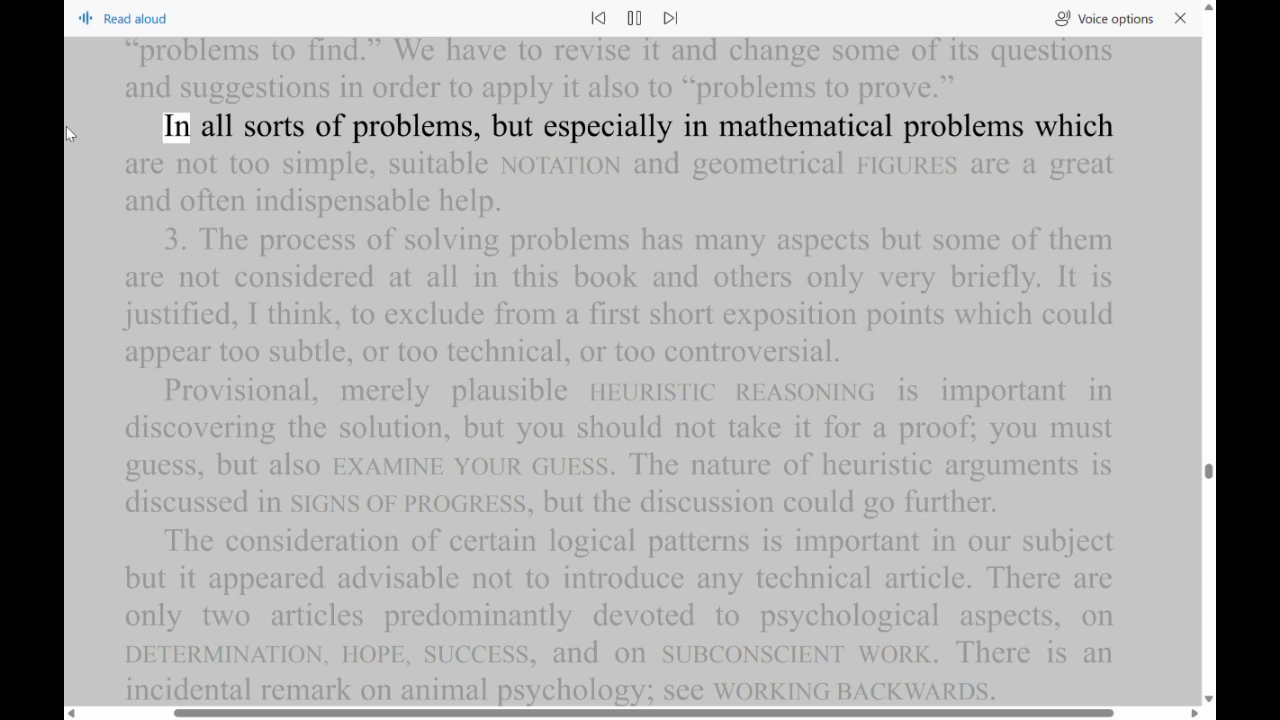 Read aloud
Voice options
“problems to find.” We have to revise it and change some of its questions
and suggestions in order to apply it also to “problems to prove.”
In all sorts of problems, but especially in mathematical problems which
are not too simple, suitable NOTATION and geometrical FIGURES are a great
and often indispensable help.
3. The process of solving problems has many aspects but some of them
are not considered at all in this book and others only very briefly. It is
justified, I think, to exclude from a first short exposition points which could
appear too subtle, or too technical, or too controversial.
Provisional, merely plausible HEURISTIC REASONING is important in
discovering the solution, but you should not take it for a proof; you must
guess, but also EXAMINE YOUR GUESS. The nature of heuristic arguments is
discussed in SIGNS OF PROGRESS, but the discussion could go further.
The consideration of certain logical patterns is important in our subject
but it appeared advisable not to introduce any technical article. There are
only two articles predominantly devoted to psychological aspects, on
DETERMINATION, HOPE, SUCCESS, and on SUBCONSCIENT WORK. There is an
incidental remark on animal psychology; see WORKING BACKWARDS.